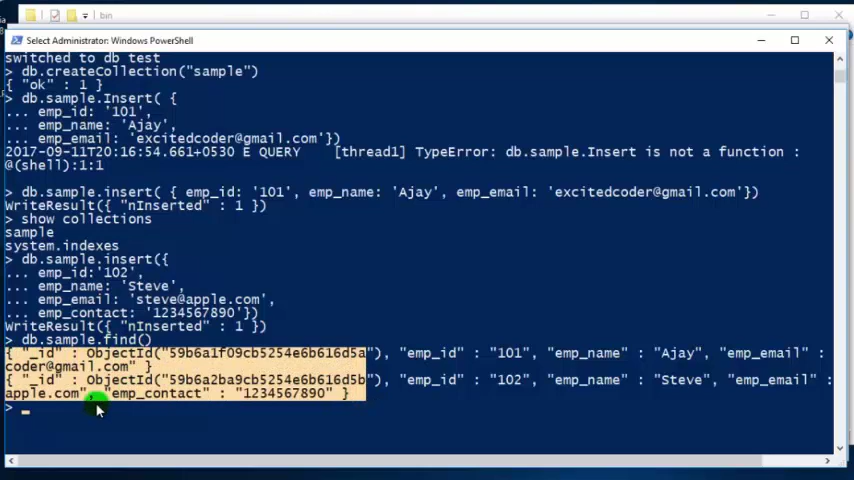 bin
Select Administrator: Windows PowerShell
switched to db test
> db.createCollection("sample")
{ "ok" : 1 }
> db.sample.Insert( {
... emp_id: '101',
... emp_name: 'Ajay',
... emp_email: 'excitedcoder@gmail.com'})
2017-09-11T20:16:54.661+0530 E QUERY    [thread1] TypeError: db.sample.Insert is not a function :
@(shell):1:1
> db.sample.insert( { emp_id: '101', emp_name: 'Ajay', emp_email: 'excitedcoder@gmail.com'})
WriteResult({ "nInserted" : 1 })
> show collections
sample
system.indexes
> db.sample.insert({
... emp_id:'102',
... emp_name: 'Steve',
... emp_email: 'steve@apple.com',
... emp_contact: '1234567890'})
WriteResult({ "nInserted" : 1 })
> db.sample.find()
{ "_id" : ObjectId("59b6a1f09cb5254e6b616d5a"), "emp_id" : "101", "emp_name" : "Ajay", "emp_email" :
coder@gmail.com" }
{ "_id" : ObjectId("59b6a2ba9cb5254e6b616d5b"), "emp_id" : "102", "emp_name" : "Steve", "emp_email" :
apple.com", "emp_contact" : "1234567890" }
>